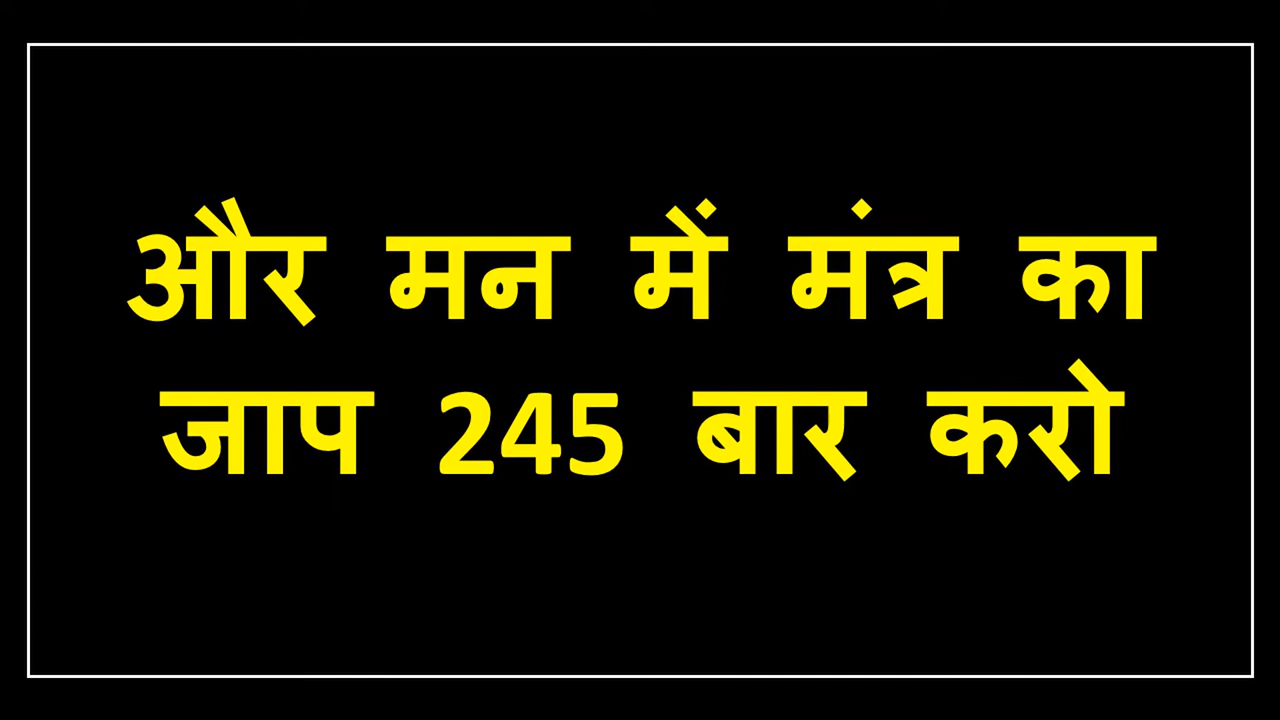 और मन में मंत्र का
जाप 245 बार करो